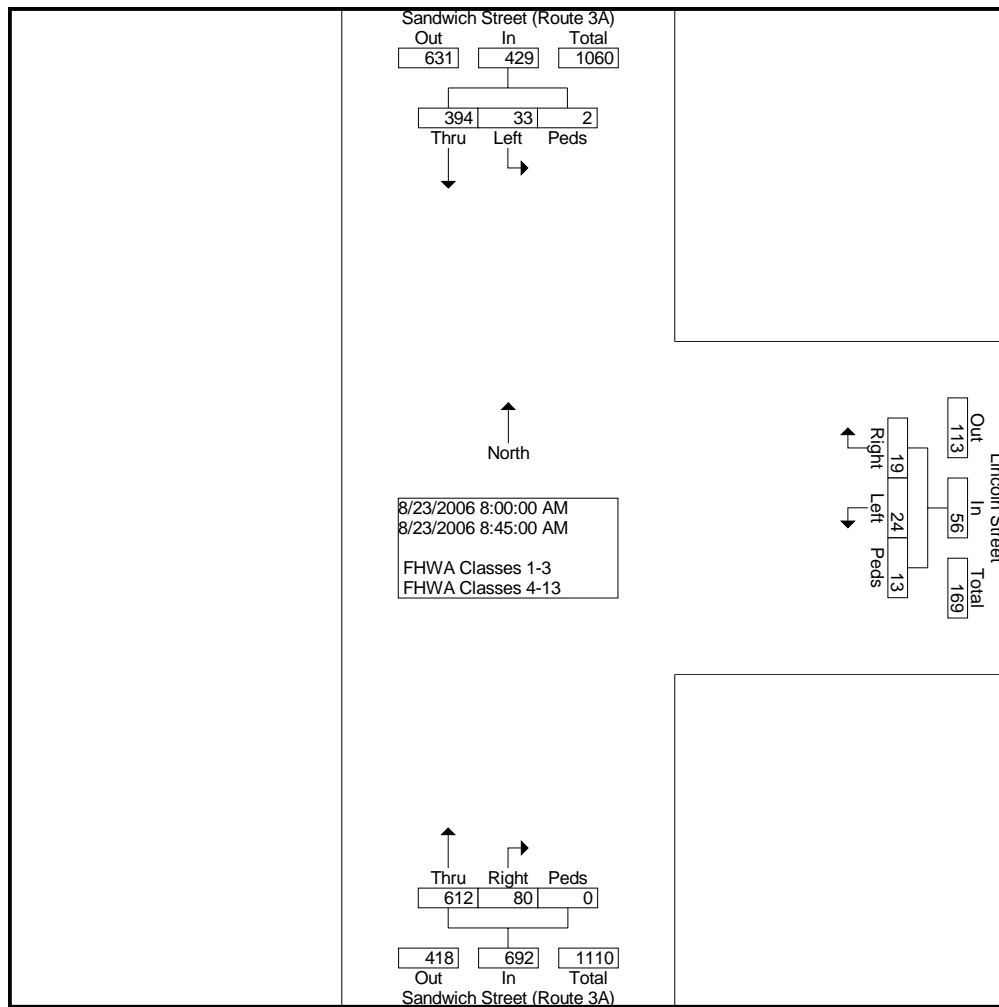 Sandwich Street (Route 3A)
Out In Total
631 429 1060
394 33 2
Thru Left Peds
North
8/23/2006 8:00:00 AM
8/23/2006 8:45:00 AM
FHWA Classes 1-3
FHWA Classes 4-13
Lincoln Street
Out In Total
113 56 169
19 24 13
Right Left Peds
Thru Right Peds
612 80 0
418 692 1110
Out In Total
Sandwich Street (Route 3A)